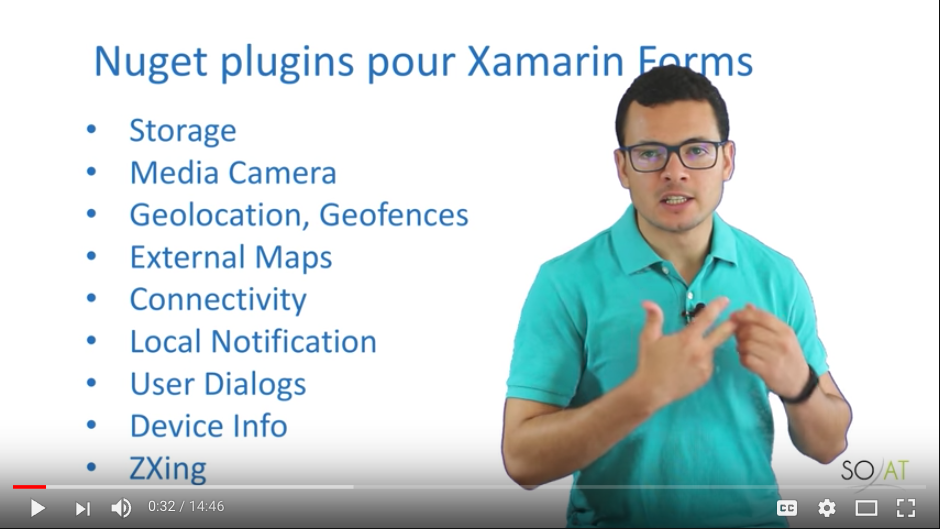 Nuget plugins pour Xamarin Forms
• Storage
• Media Camera
• Geolocation, Geofences
• External Maps
• Connectivity
• Local Notification
• User Dialogs
• Device Info
• ZXing
SOAT
0:32 / 14:46
CC